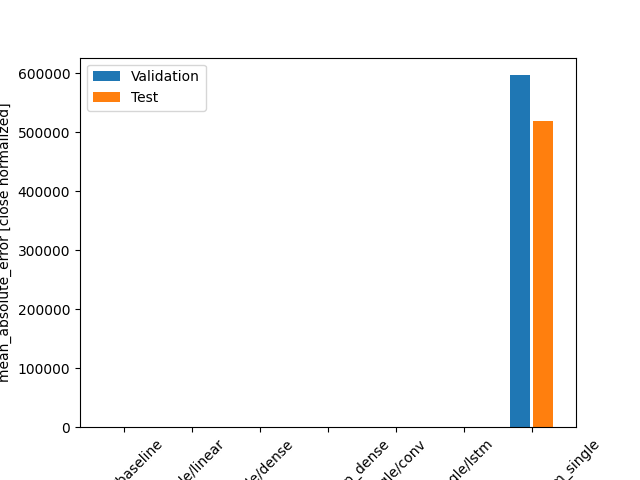 Validation
Test
600000
500000
400000
300000
200000
100000
0
mean_absolute_error [close normalized]
baseline
le/linear
le/dense
_dense
gle/conv
gle/lstm
_single